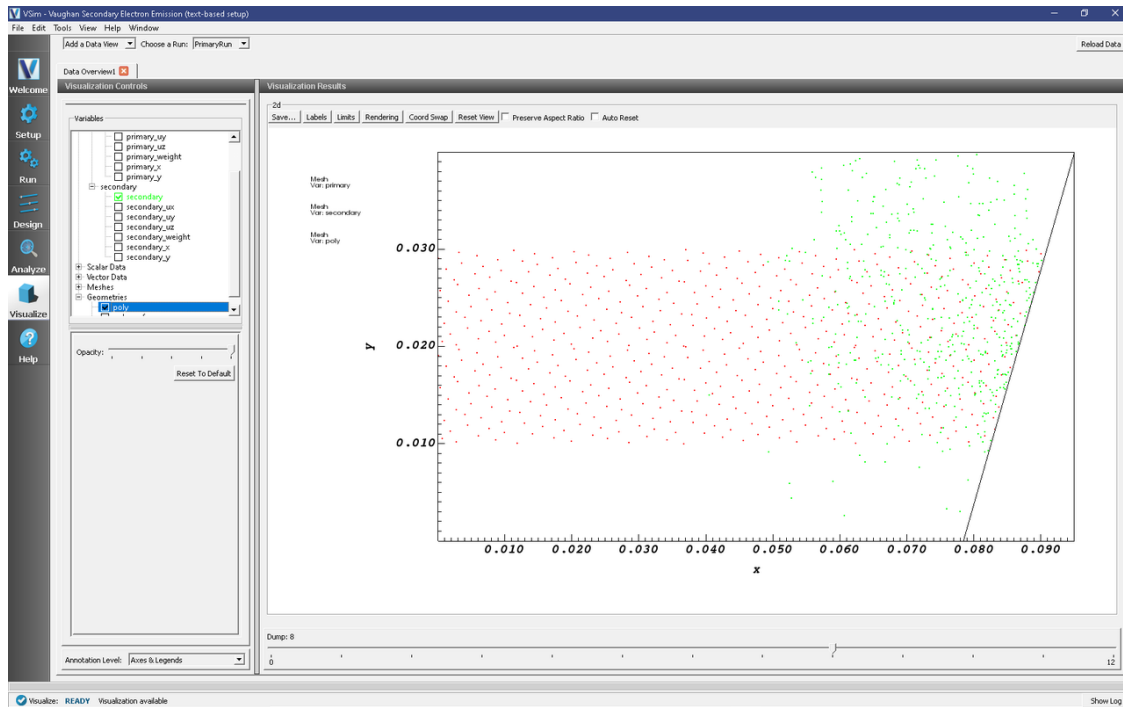 VSim - Vaughan Secondary Electron Emission (text-based setup)
File Edit Tools View Help Window
Add a Data View Choose a Run: PrimaryRun Reload Data
Welcome
Setup
Run
Design
Analyze
Visualize
Help
Data Overview1
Visualization Controls
Variables
primary_uy
primary_uz
primary_weight
primary_x
primary_y
secondary
secondary
secondary_ux
secondary_uy
secondary_uz
secondary_weight
secondary_x
secondary_y
Scalar Data
Vector Data
Meshes
Geometries
poly
Opacity:
Reset To Default
Annotation Level: Axes & Legends
Visualization Results
2d
Save... Labels Limits Rendering Coord Swap Reset View Preserve Aspect Ratio Auto Reset
Mesh
Var: primary
Mesh
Var: secondary
Mesh
Var: poly
0.030
0.020
0.010
y
0.010 0.020 0.030 0.040 0.050 0.060 0.070 0.080 0.090
x
Dump: 8
0 12
Visualize: READY Visualization available Show Log